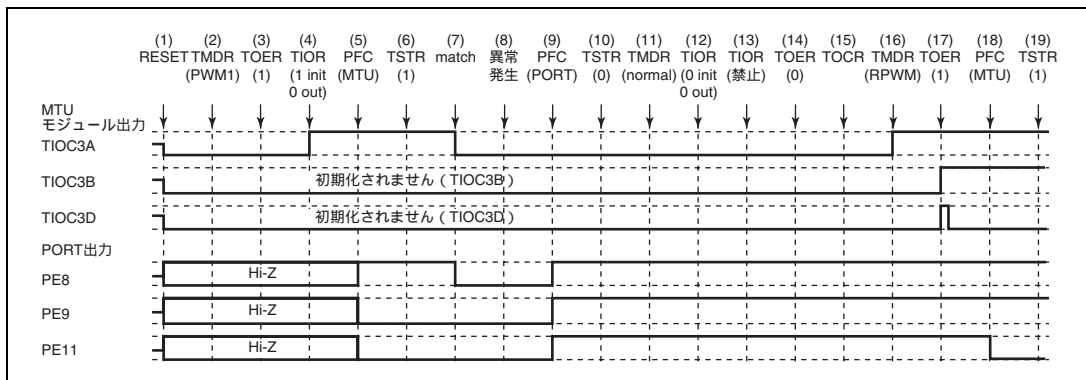 (1) (2) (3) (4) (5) (6) (7) (8) (9) (10) (11) (12) (13) (14) (15) (16) (17) (18) (19)
RESET TMDR TOER TIOR PFC TSTR match 異常 PFC TSTR TMDR TIOR TIOR TOER TOCR TMDR TOER PFC TSTR
(PWM1) (1) (1 init (MTU) (1) 発生 (PORT) (0) (normal) (0 init (禁止) (0) (RPWM) (1) (MTU) (1)
0 out) 0 out)
MTU
モジュール出力
TIOC3A
TIOC3B 初期化されません(TIOC3B)
TIOC3D 初期化されません(TIOC3D)
PORT出力
PE8 Hi-Z
PE9 Hi-Z
PE11 Hi-Z